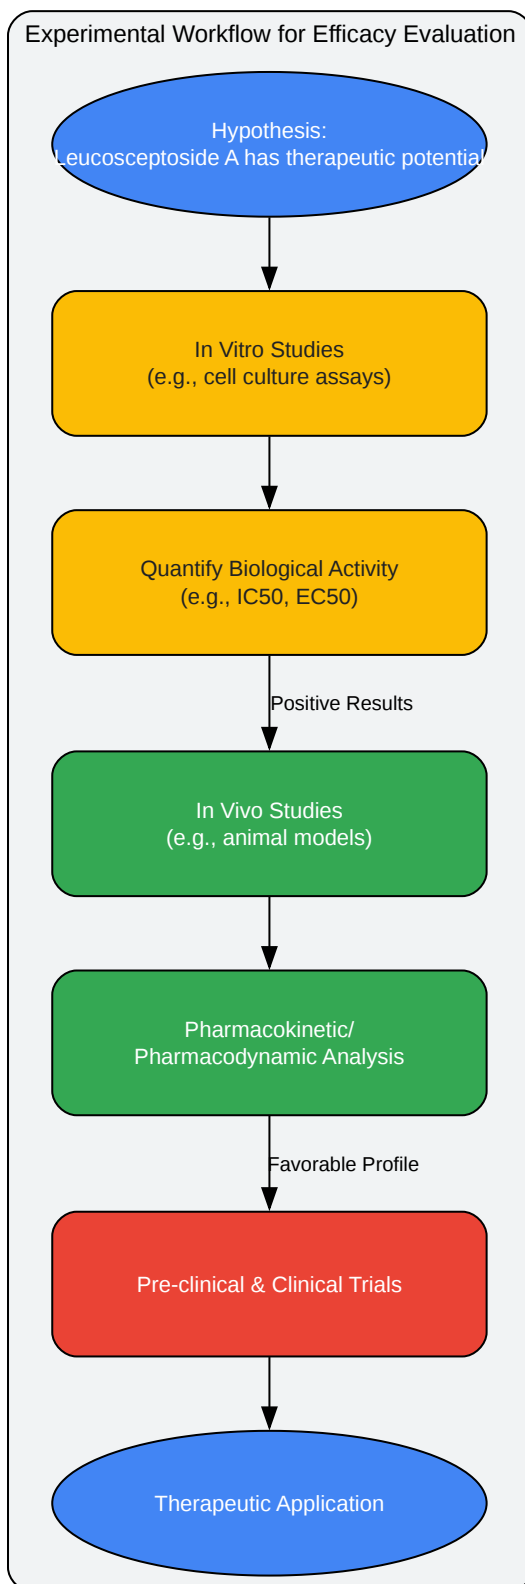 Experimental Workflow for Efficacy Evaluation
Hypothesis:
Leucosceptoside A has therapeutic potential
In Vitro Studies
(e.g., cell culture assays)
Quantify Biological Activity
(e.g., IC50, EC50)
Positive Results
In Vivo Studies
(e.g., animal models)
Pharmacokinetic/
Pharmacodynamic Analysis
Favorable Profile
Pre-clinical & Clinical Trials
Therapeutic Application